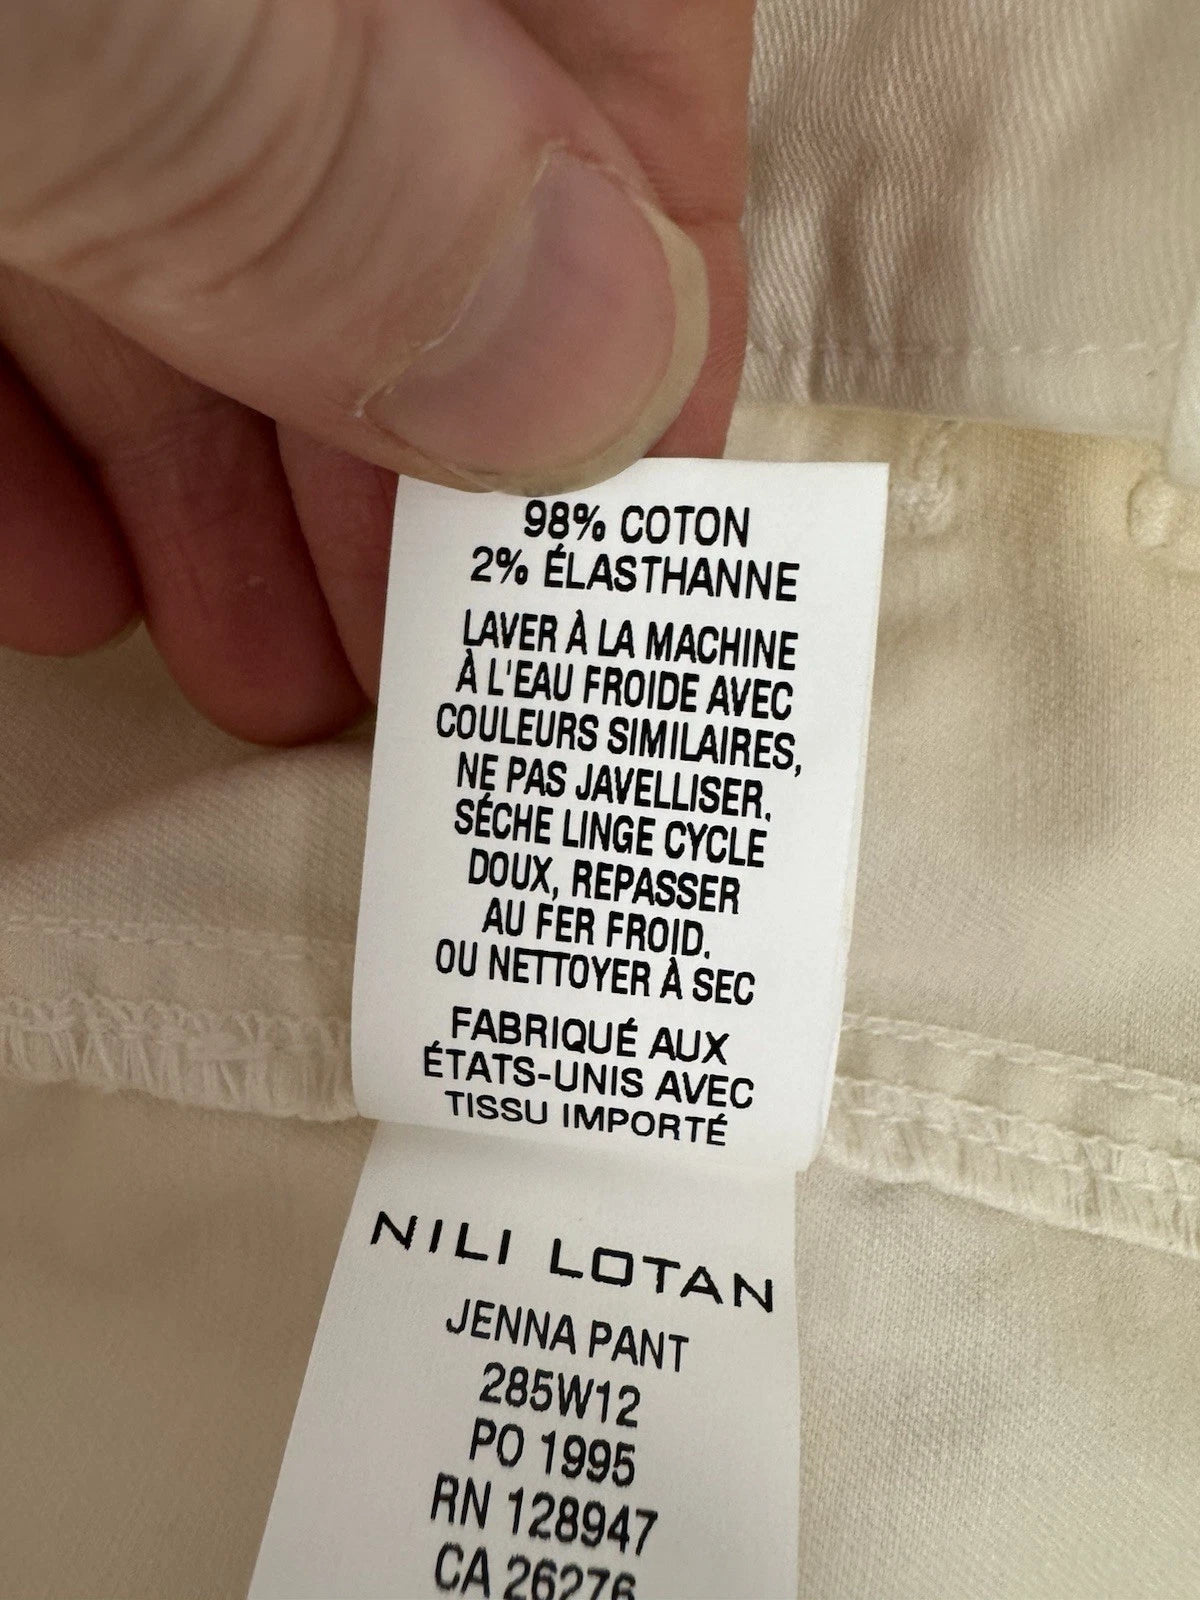 98% COTON
2% ÉLASTHANNE
LAVER À LA MACHINE
À L'EAU FROIDE AVEC
COULEURS SIMILAIRES,
NE PAS JAVELLISER.
SÉCHE LINGE CYCLE
DOUX, REPASSER
AU FER FROID.
OU NETTOYER À SEC
FABRIQUÉ AUX
ÉTATS-UNIS AVEC
TISSU IMPORTÉ
NILI LOTAN
JENNA PANT
285W12
PO 1995
RN 128947
CA 26276